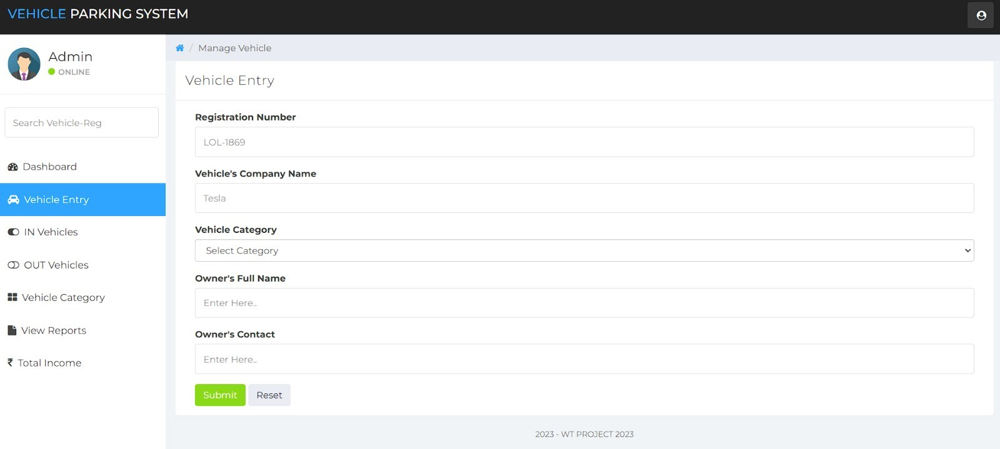 VEHICLE PARKING SYSTEM
Admin
ONLINE
Search Vehicle-Reg
Dashboard
Vehicle Entry
IN Vehicles
OUT Vehicles
Vehicle Category
View Reports
₹ Total Income
/ Manage Vehicle
Vehicle Entry
Registration Number
LOL-1869
Vehicle's Company Name
Tesla
Vehicle Category
Select Category
Owner's Full Name
Enter Here..
Owner's Contact
Enter Here..
Submit Reset
2023 - WT PROJECT 2023